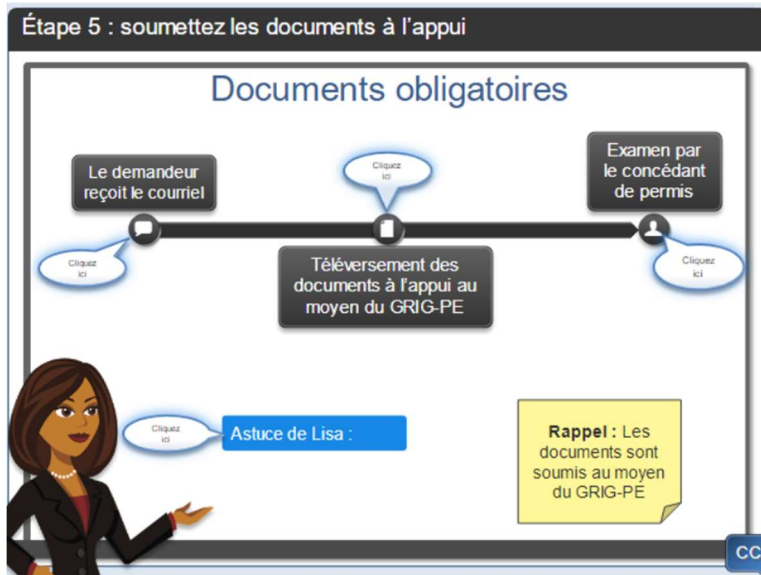 Étape 5 : soumettez les documents à l'appui
Documents obligatoires
Le demandeur
reçoit le courriel
Cliquez
ici
Cliquez
ici
Téléversement des
documents à l'appui au
moyen du GRIG-PE
Examen par
le concédant
de permis
Cliquez
ici
Cliquez
ici
Astuce de Lisa :
Rappel : Les
documents sont
soumis au moyen
du GRIG-PE
CC